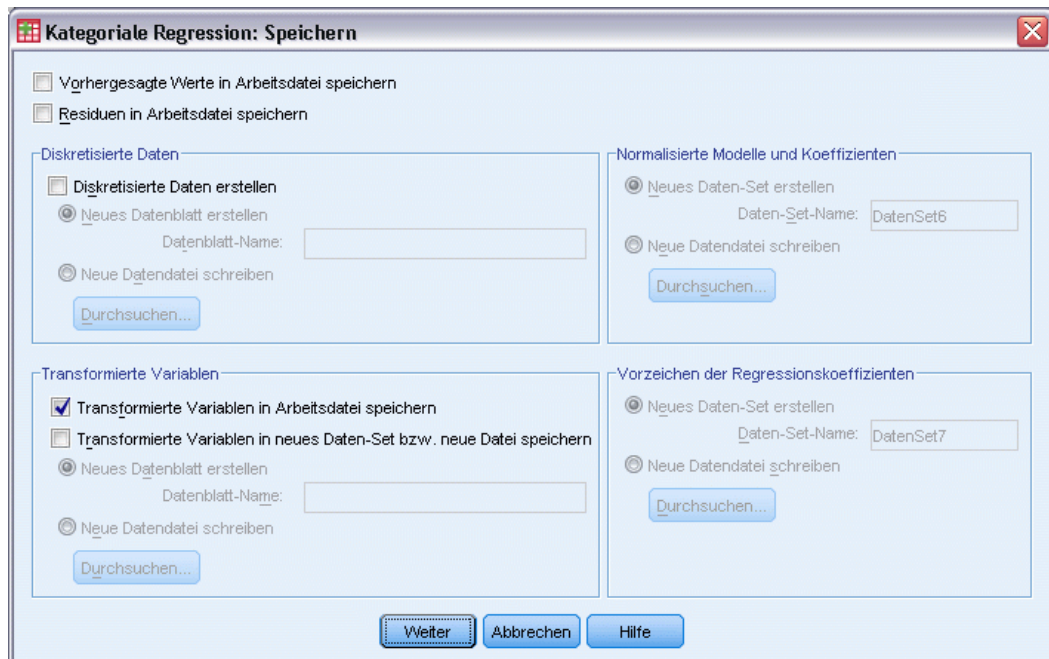 Kategoriale Regression: Speichern
Vorhergesagte Werte in Arbeitsdatei speichern
Residuen in Arbeitsdatei speichern
Diskretisierte Daten
Diskretisierte Daten erstellen
Neues Datenblatt erstellen
Datenblatt-Name:
Neue Datendatei schreiben
Durchsuchen...
Normalisierte Modelle und Koeffizienten
Neues Daten-Set erstellen
Daten-Set-Name: DatenSet6
Neue Datendatei schreiben
Durchsuchen...
Transformierte Variablen
Transformierte Variablen in Arbeitsdatei speichern
Transformierte Variablen in neues Daten-Set bzw. neue Datei speichern
Neues Datenblatt erstellen
Datenblatt-Name:
Neue Datendatei schreiben
Durchsuchen...
Vorzeichen der Regressionskoeffizienten
Neues Daten-Set erstellen
Daten-Set-Name: DatenSet7
Neue Datendatei schreiben
Durchsuchen...
Weiter Abbrechen Hilfe